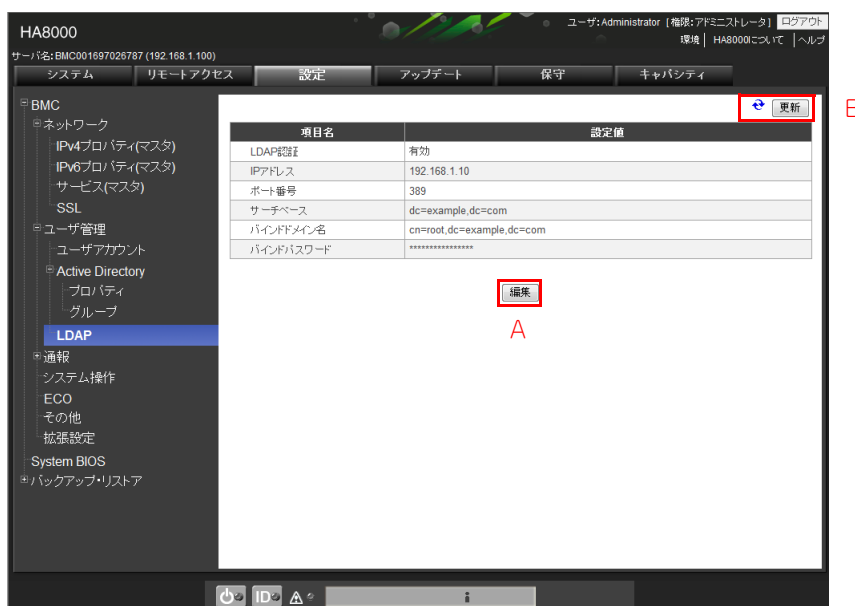 HA8000
ユーザ:Administrator [権限:アドミニストレータ] ログアウト
環境 HA8000について ヘルプ
サーバ名:BMC001697026787 (192.168.1.100)
システム リモートアクセス 設定 アップデート 保守 キャパシティ
BMC
ネットワーク
IPv4プロパティ(マスタ)
IPv6プロパティ(マスタ)
サービス(マスタ)
SSL
ユーザ管理
ユーザアカウント
Active Directory
プロパティ
グループ
LDAP
通報
システム操作
ECO
その他
拡張設定
System BIOS
バックアップ・リストア
更新
項目名 設定値
LDAP認証 有効
IPアドレス 192.168.1.10
ポート番号 389
サーチベース dc=example,dc=com
バインドドメイン名 cn=root,dc=example,dc=com
バインドパスワード ****************
編集
A
ID